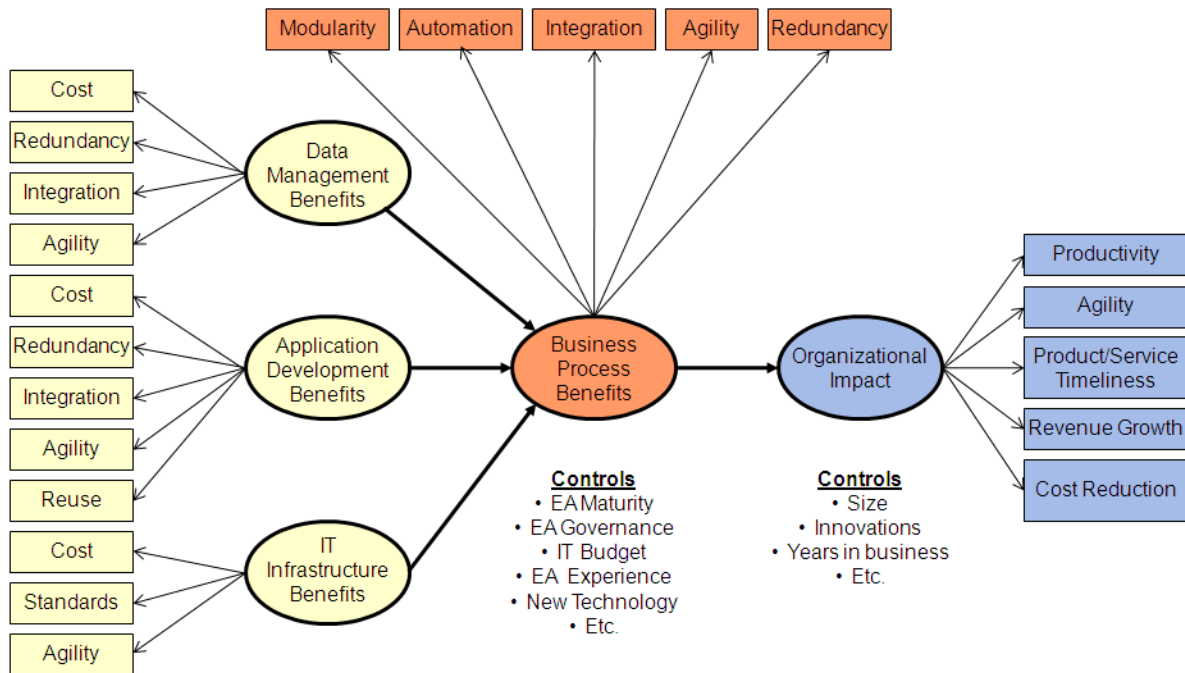 Modularity
Automation
Integration
Agility
Redundancy
Cost
Redundancy
Integration
Agility
Cost
Redundancy
Integration
Agility
Reuse
Cost
Standards
Agility
Data
Management
Benefits
Application
Development
Benefits
IT
Infrastructure
Benefits
Business
Process
Benefits
Controls
• EA Maturity
• EA Governance
• IT Budget
• EA Experience
• New Technology
• Etc.
Organizational
Impact
Controls
• Size
• Innovations
• Years in business
• Etc.
Productivity
Agility
Product/Service
Timeliness
Revenue Growth
Cost Reduction